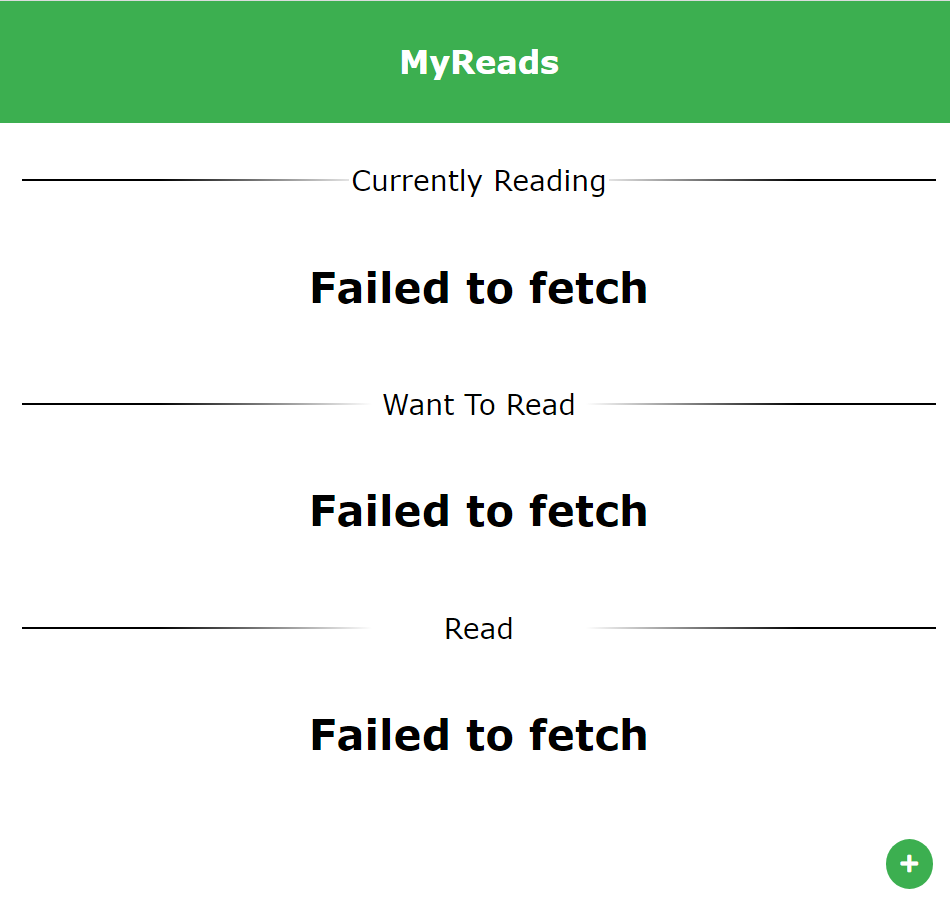 MyReads
Currently Reading
Failed to fetch
Want To Read
Failed to fetch
Read
Failed to fetch
+